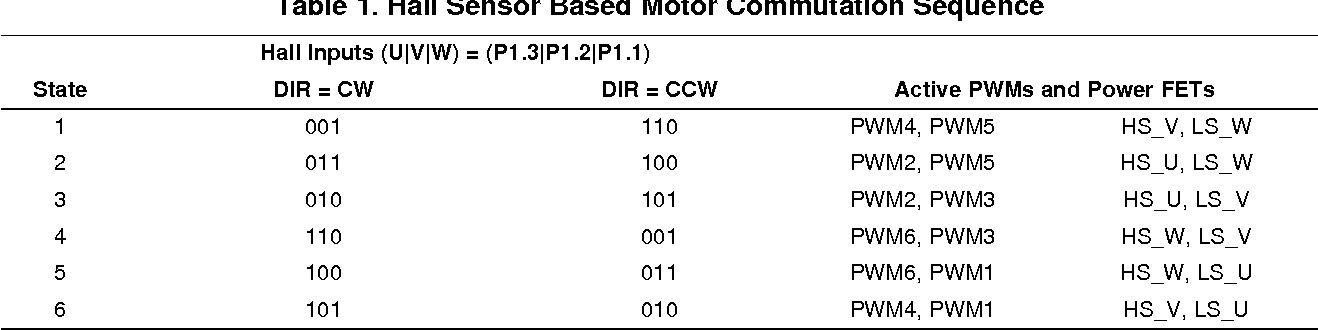 Table 1. Hall Sensor Based Motor Commutation Sequence
Hall Inputs (U|V|W) = (P1.3|P1.2|P1.1)
State DIR = CW DIR = CCW Active PWMs and Power FETs
1 001 110 PWM4, PWM5 HS_V, LS_W
2 011 100 PWM2, PWM5 HS_U, LS_W
3 010 101 PWM2, PWM3 HS_U, LS_V
4 110 001 PWM6, PWM3 HS_W, LS_V
5 100 011 PWM6, PWM1 HS_W, LS_U
6 101 010 PWM4, PWM1 HS_V, LS_U